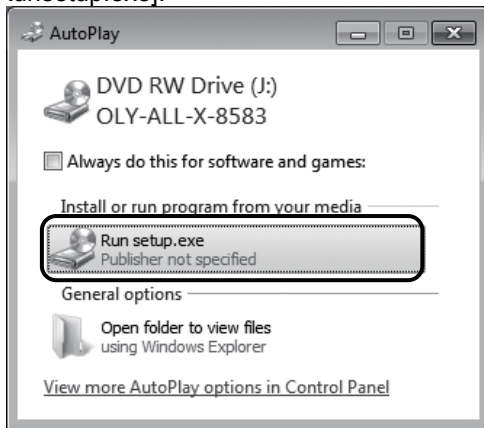 AutoPlay
DVD RW Drive (J:)
OLY-ALL-X-8583
Always do this for software and games:
Install or run program from your media
Run setup.exe
Publisher not specified
General options
Open folder to view files
using Windows Explorer
View more AutoPlay options in Control Panel